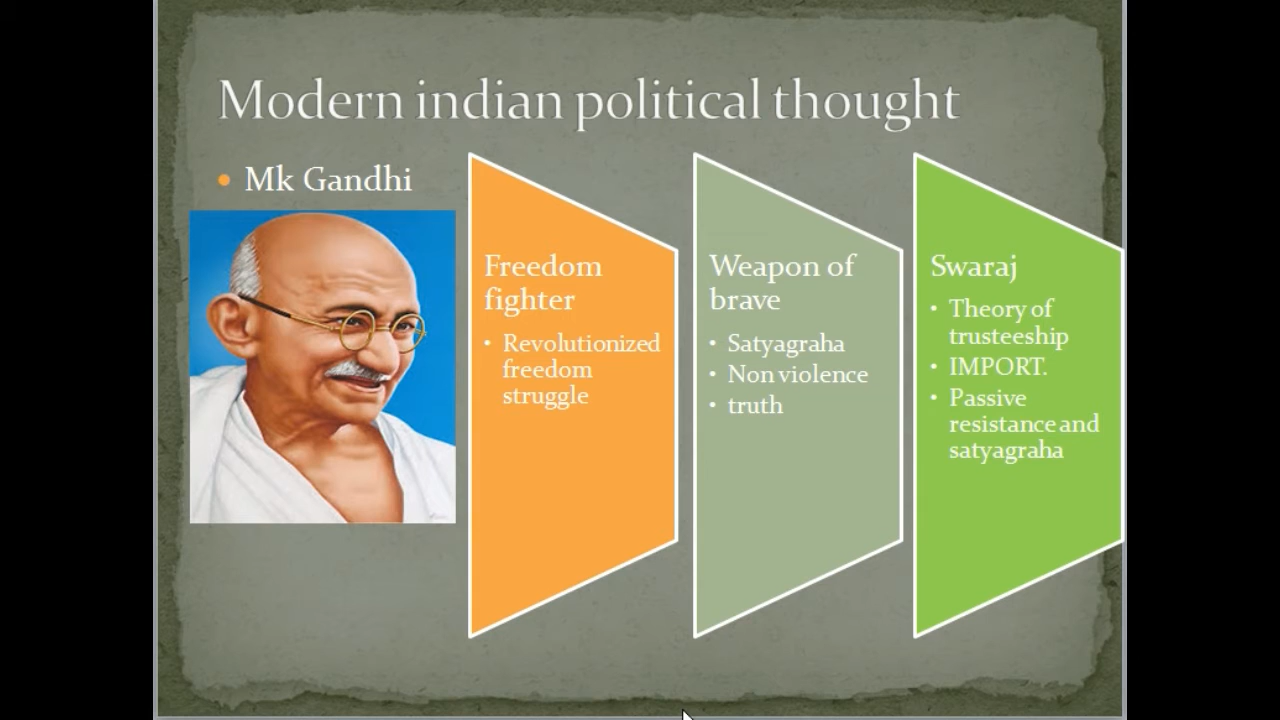 Modern indian political thought
• Mk Gandhi
Freedom
fighter
• Revolutionized
freedom
struggle
Weapon of
brave
• Satyagraha
• Non violence
• truth
Swaraj
• Theory of
trusteeship
• IMPORT.
• Passive
resistance and
satyagraha